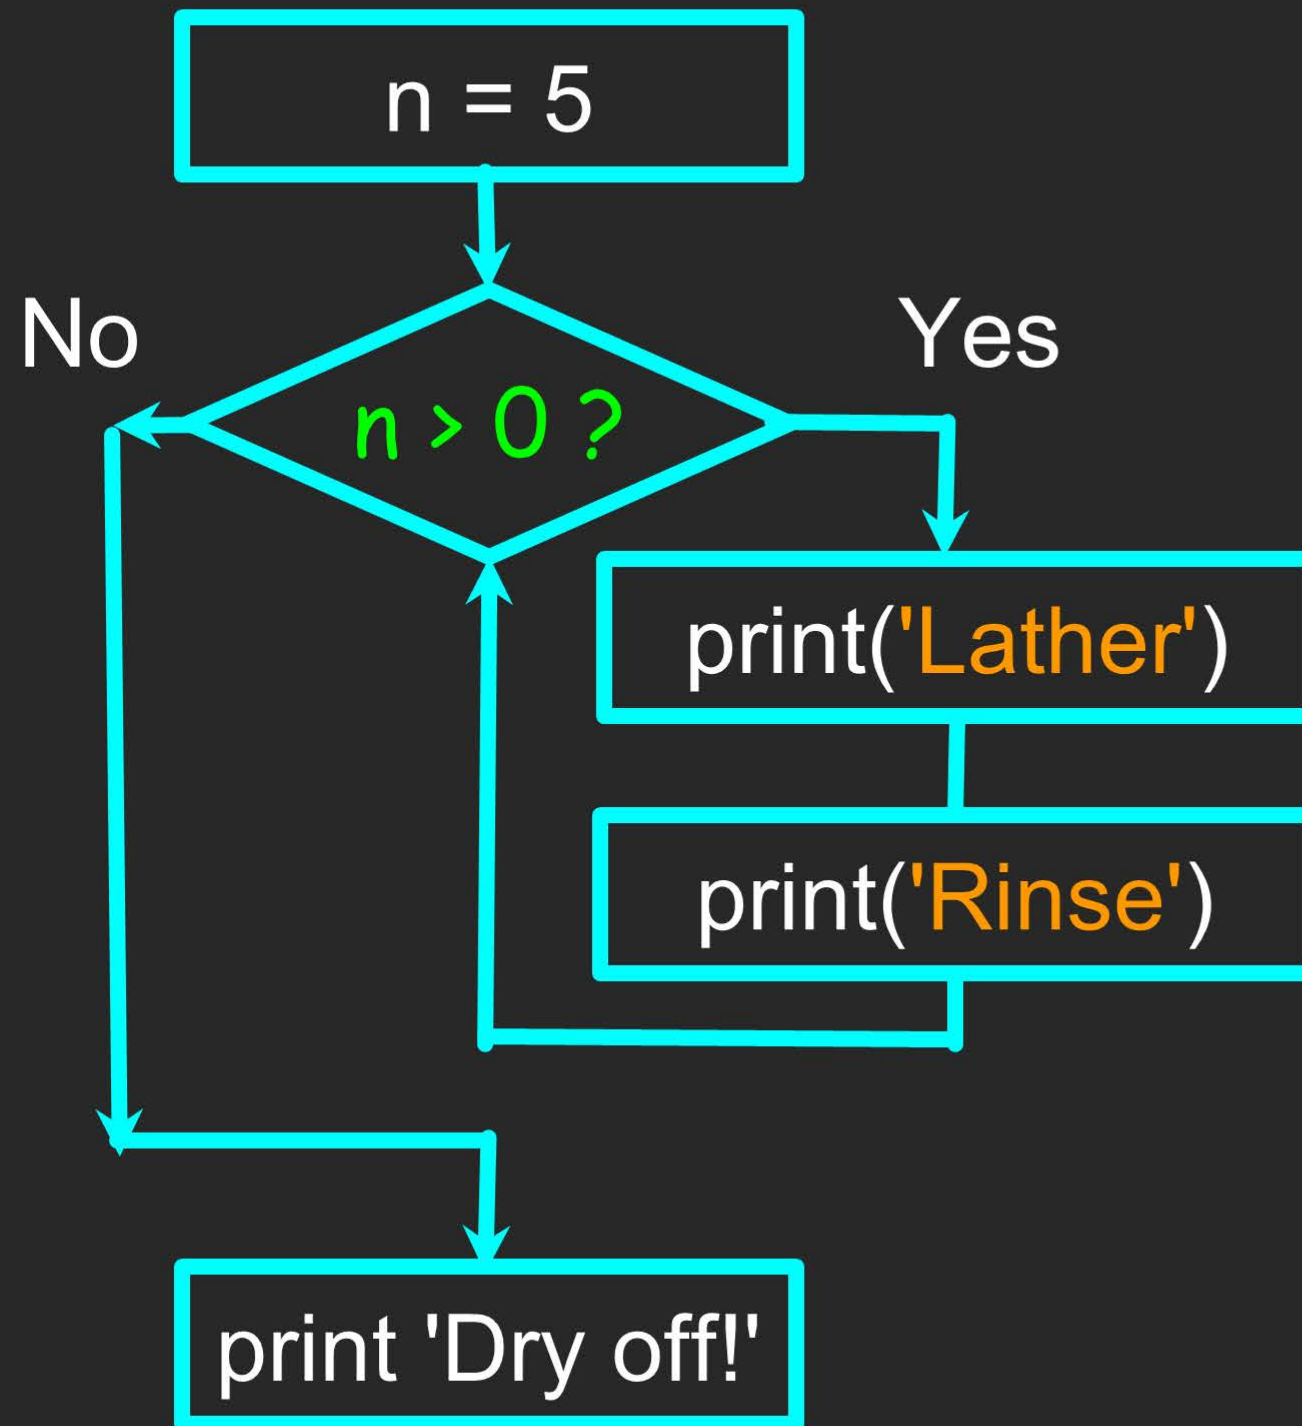 n = 5
No
Yes
n > 0 ?
print('Lather')
print('Rinse')
print 'Dry off!'